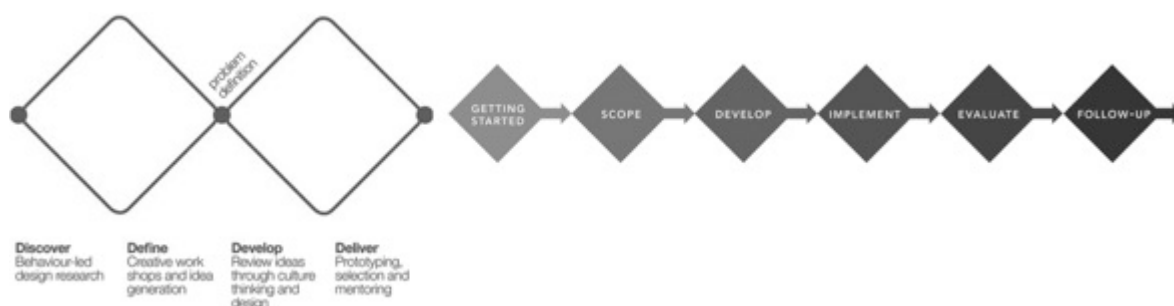 problem
definition
Discover
Behaviour-led
design research
Define
Creative work
shops and idea
generation
Develop
Review ideas
through culture
thinking and
design
Deliver
Prototyping,
selection and
mentoring
GETTING
STARTED
SCOPE
DEVELOP
IMPLEMENT
EVALUATE
FOLLOW-UP